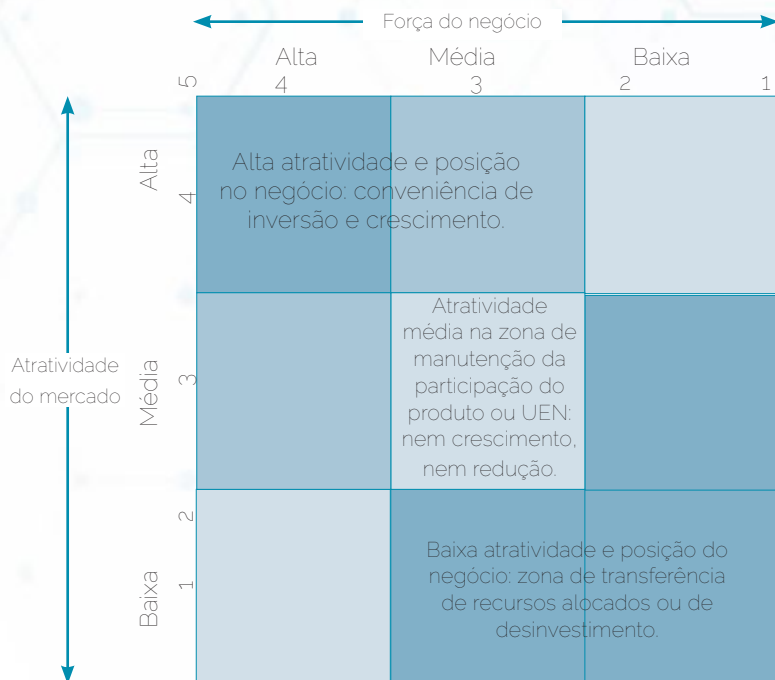 Força do negócio
Alta
Média
Baixa
5
4
3
2
1
Alta
4
Alta atratividade e posição
no negócio: conveniência de
inversão e crescimento.
Atratividade
do mercado
Média
3
Atratividade
média na zona de
manutenção da
participação do
produto ou UEN:
nem crescimento,
nem redução.
2
Baixa
1
Baixa atratividade e posição do
negócio: zona de transferência
de recursos alocados ou de
desinvestimento.